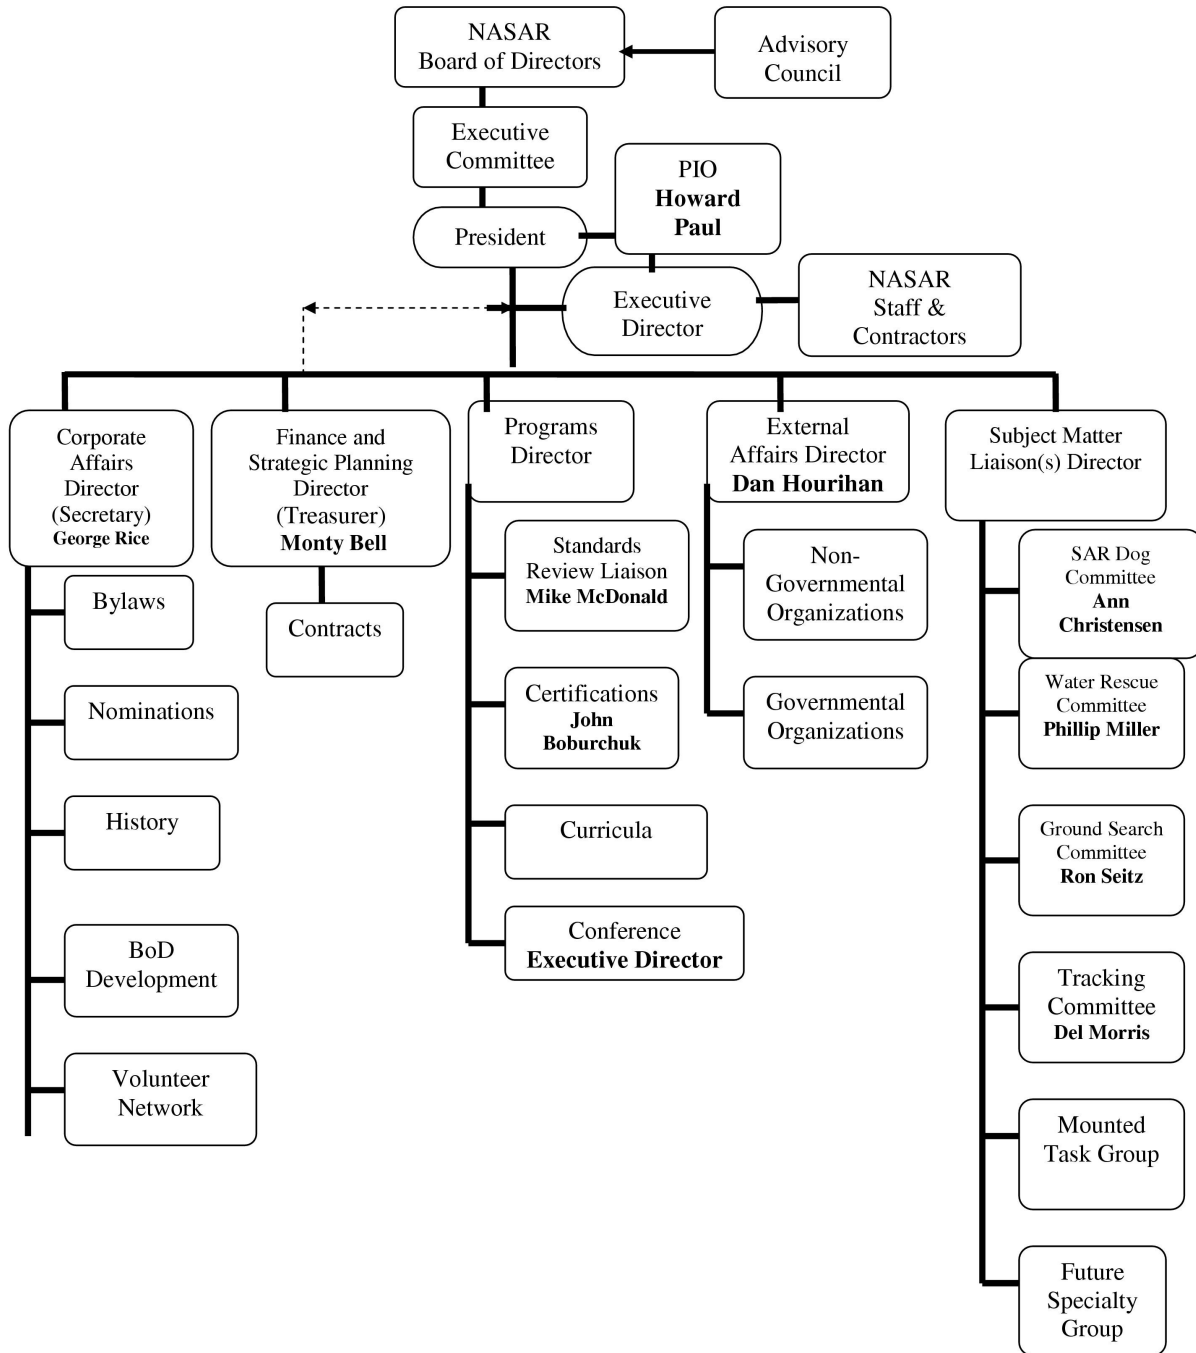 NASAR
Board of Directors
Advisory
Council
Executive
Committee
PIO
Howard
Paul
President
Executive
Director
NASAR
Staff &
Contractors
Corporate
Affairs
Director
(Secretary)
George Rice
Finance and
Strategic Planning
Director
(Treasurer)
Monty Bell
Programs
Director
External
Affairs Director
Dan Hourihan
Subject Matter
Liaison(s) Director
Bylaws
Nominations
History
BoD
Development
Volunteer
Network
Contracts
Standards
Review Liaison
Mike McDonald
Certifications
John
Boburchuk
Curricula
Conference
Executive Director
Non-
Governmental
Organizations
Governmental
Organizations
SAR Dog
Committee
Ann
Christensen
Water Rescue
Committee
Phillip Miller
Ground Search
Committee
Ron Seitz
Tracking
Committee
Del Morris
Mounted
Task Group
Future
Specialty
Group